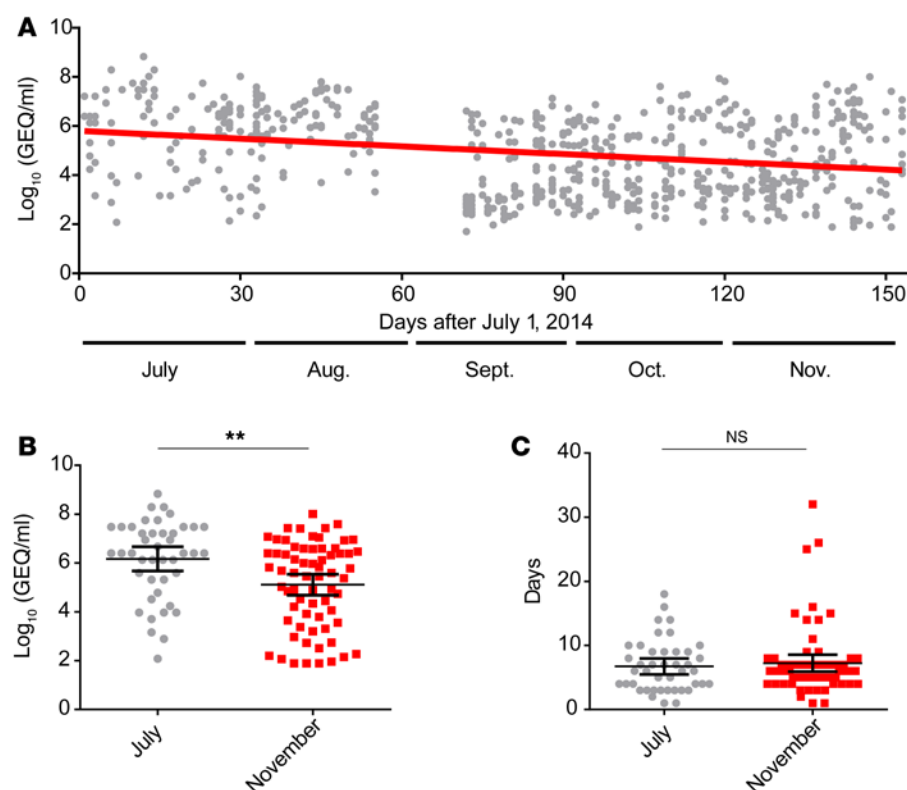 A
10
8
6
4
2
0
Log10 (GEQ/ml)
0 30 60 90 120 150
Days after July 1, 2014
July Aug. Sept. Oct. Nov.
B
**
10
8
6
4
2
0
Log10 (GEQ/ml)
July November
C
NS
40
30
20
10
0
Days
July November